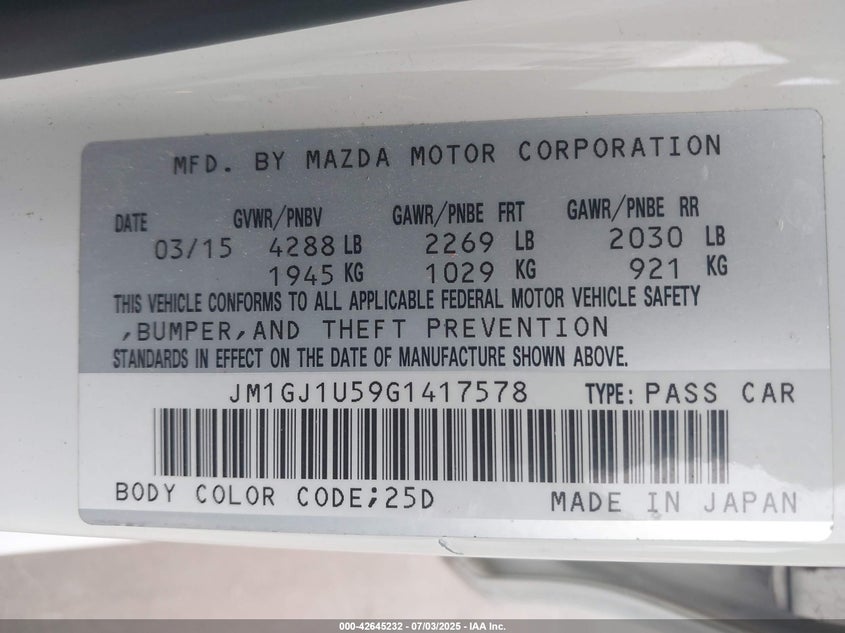 MFD. BY MAZDA MOTOR CORPORATION
DATE GVWR/PNBV GAWR/PNBE FRT GAWR/PNBE RR
03/15 4288 LB 2269 LB 2030 LB
1945 KG 1029 KG 921 KG
THIS VEHICLE CONFORMS TO ALL APPLICABLE FEDERAL MOTOR VEHICLE SAFETY
,BUMPER,AND THEFT PREVENTION
STANDARDS IN EFFECT ON THE DATE OF MANUFACTURE SHOWN ABOVE.
JM1GJ1U59G1417578 TYPE: PASS CAR
BODY COLOR CODE;25D MADE IN JAPAN
000-42645232 - 07/03/2025 - IAA Inc.